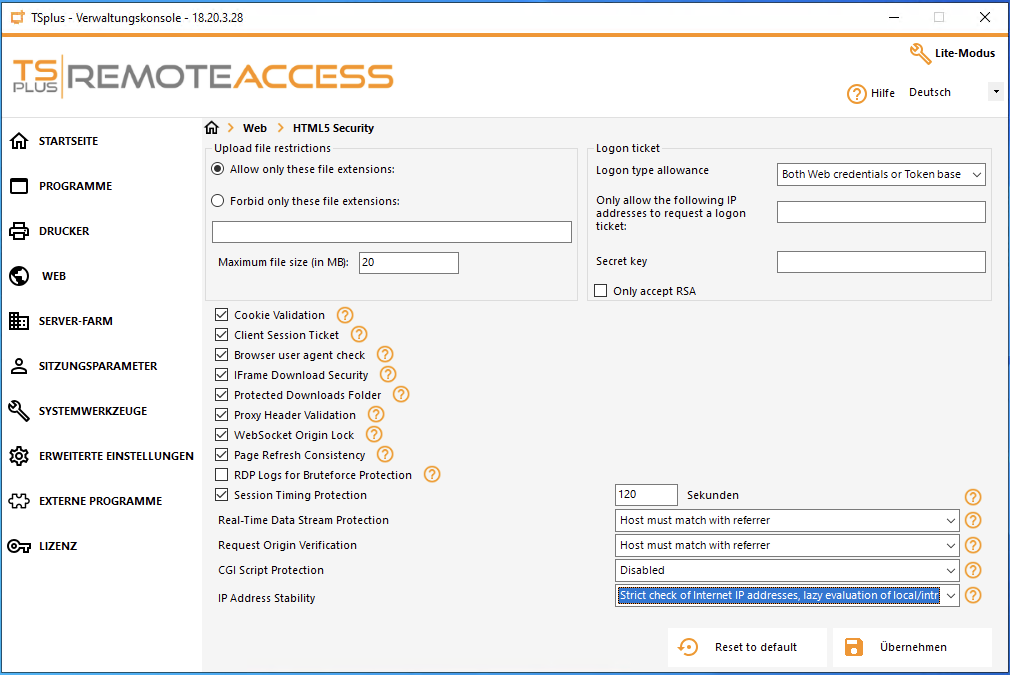 TSplus - Verwaltungskonsole - 18.20.3.28
TS PLUS REMOTEACCESS
Lite-Modus
Hilfe
Deutsch
STARTSEITE
PROGRAMME
DRUCKER
WEB
SERVER-FARM
SITZUNGSPARAMETER
SYSTEMWERKZEUGE
ERWEITERTE EINSTELLUNGEN
EXTERNE PROGRAMME
LIZENZ
Web > HTML5 Security
Upload file restrictions
Allow only these file extensions:
Forbid only these file extensions:
Maximum file size (in MB): 20
Logon ticket
Logon type allowance
Both Web credentials or Token base
Only allow the following IP
addresses to request a logon
ticket:
Secret key
Only accept RSA
Cookie Validation ?
Client Session Ticket ?
Browser user agent check ?
IFrame Download Security ?
Protected Downloads Folder ?
Proxy Header Validation ?
WebSocket Origin Lock ?
Page Refresh Consistency ?
RDP Logs for Bruteforce Protection ?
Session Timing Protection 120 Sekunden ?
Real-Time Data Stream Protection Host must match with referrer ?
Request Origin Verification Host must match with referrer ?
CGI Script Protection Disabled ?
IP Address Stability Strict check of Internet IP addresses, lazy evaluation of local/intr ?
Reset to default
Übernehmen